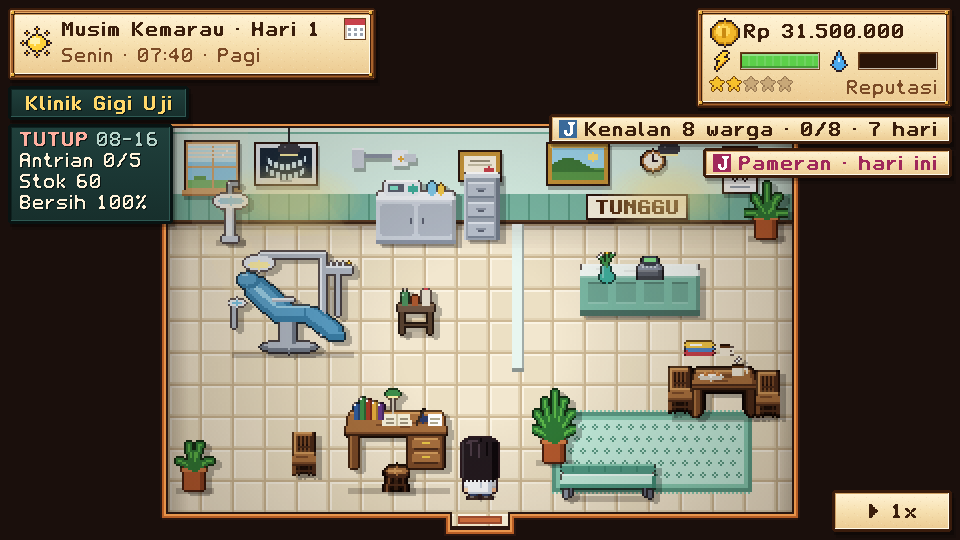 Musim Kemarau · Hari 1
Senin · 07:40 · Pagi
Rp 31.500.000
Reputasi
Klinik Gigi Uji
TUTUP 08-16
Antrian 0/5
Stok 60
Bersih 100%
J Kenalan 8 warga · 0/8 · 7 hari
J Pameran · hari ini
TUNGGU
1x